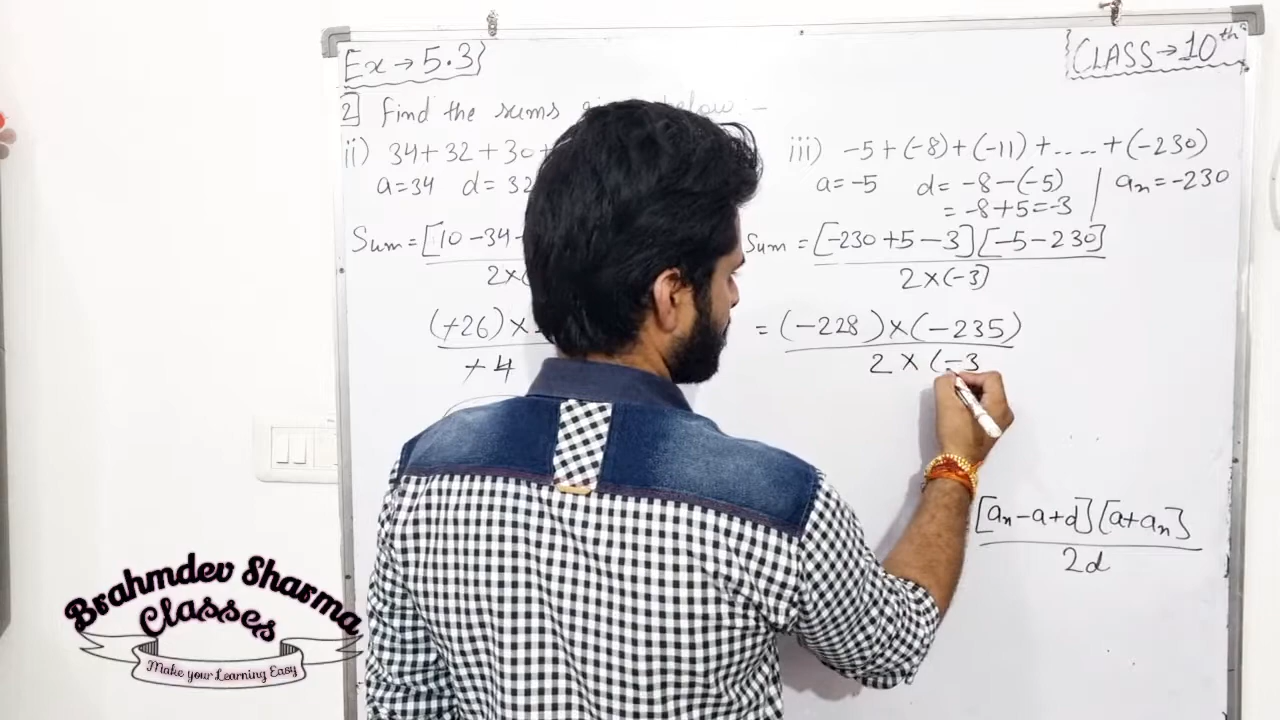 Ex → 5.3
CLASS → 10th
2 Find the sums below :-
ii) 34 + 32 + 30 +
a = 34 d = 32
Sum = [10 - 34
2 × (
(+26) ×
+ 4
iii) -5 + (-8) + (-11) + ..... + (-230)
a = -5 d = -8 - (-5) | an = -230
= -8 + 5 = -3
Sum = [-230 + 5 - 3] [-5 - 230]
2 × (-3)
= (-228) × (-235)
2 × (-3
[an - a + d] [a + an]
2d
Brahmdev Sharma
Classes
Make your Learning Easy